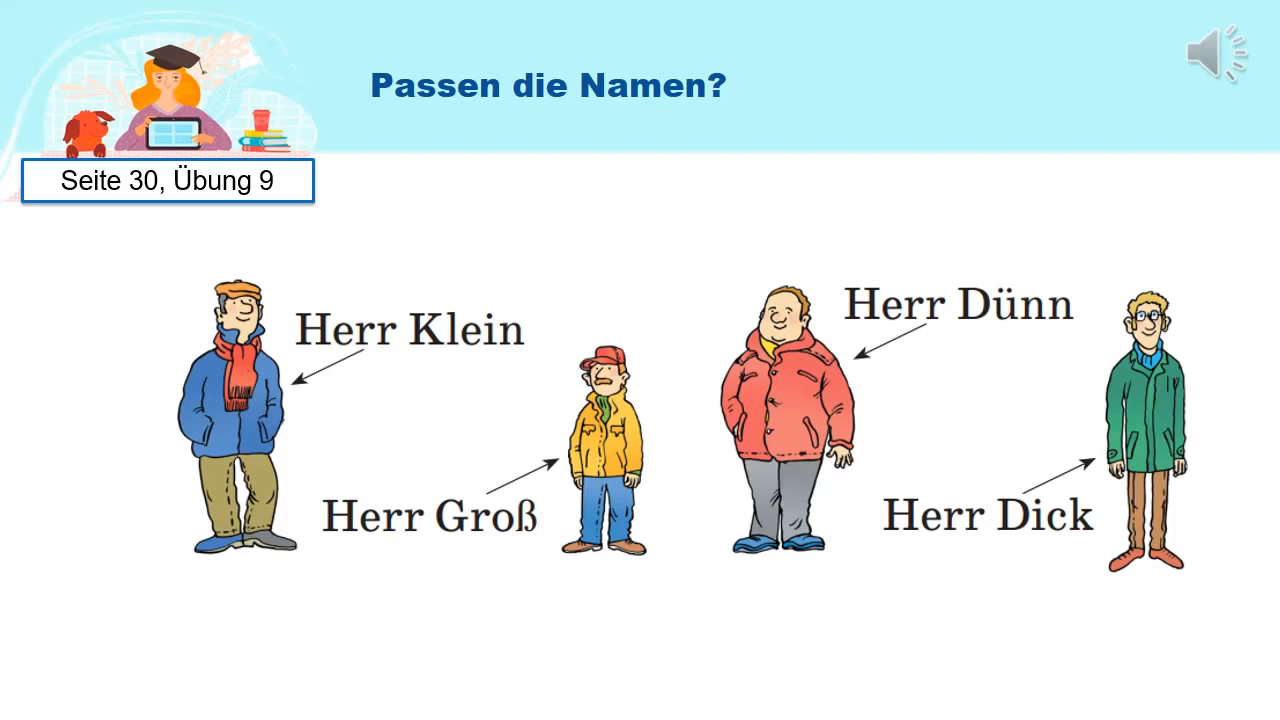 Passen die Namen?
Seite 30, Übung 9
Herr Klein
Herr Groß
Herr Dünn
Herr Dick